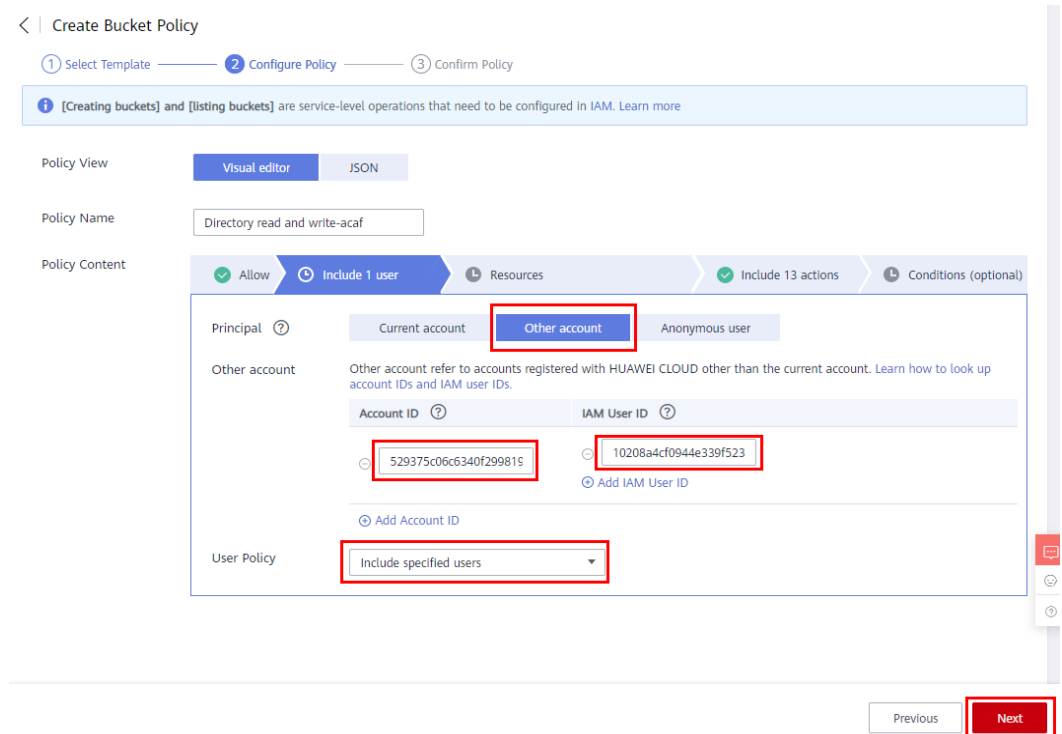 Create Bucket Policy
1 Select Template 2 Configure Policy 3 Confirm Policy
[Creating buckets] and [listing buckets] are service-level operations that need to be configured in IAM. Learn more
Policy View Visual editor JSON
Policy Name Directory read and write-acaf
Policy Content Allow Include 1 user Resources Include 13 actions Conditions (optional)
Principal ? Current account Other account Anonymous user
Other account Other account refer to accounts registered with HUAWEI CLOUD other than the current account. Learn how to look up
account IDs and IAM user IDs.
Account ID ? IAM User ID ?
529375c06c6340f299819 10208a4cf0944e339f523
Add IAM User ID
Add Account ID
User Policy Include specified users
Previous Next